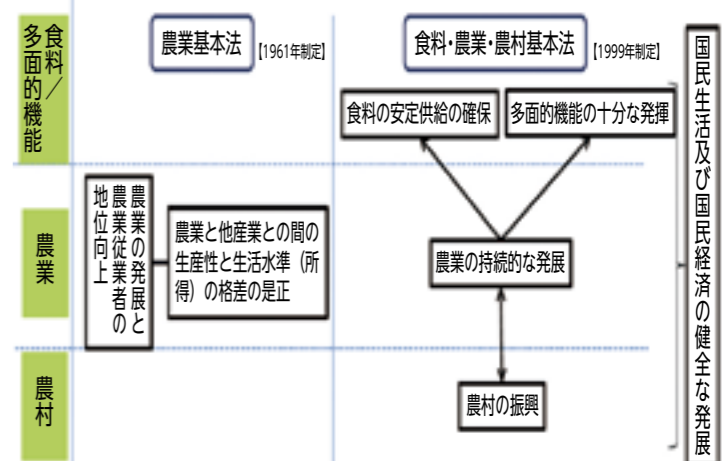 食料／
多面的機能
農業基本法
【1961年制定】
食料・農業・農村基本法
【1999年制定】
食料の安定供給の確保
多面的機能の十分な発揮
農業
農業の発展と
農業従業者の
地位向上
農業と他産業との間の
生産性と生活水準（所
得）の格差の是正
農業の持続的な発展
農村
農村の振興
国民生活及び国民経済の健全な発展